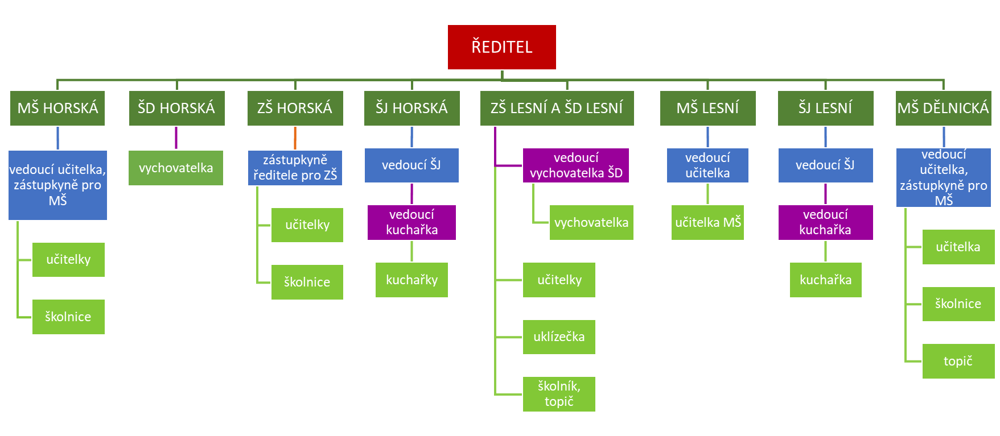 ŘEDITEL
MŠ HORSKÁ
vedoucí učitelka,
zástupkyně pro
MŠ
učitelky
školnice
ŠD HORSKÁ
vychovatelka
ZŠ HORSKÁ
zástupkyně
ředitele pro ZŠ
učitelky
školnice
ŠJ HORSKÁ
vedoucí ŠJ
vedoucí
kuchařka
kuchařky
ZŠ LESNÍ A ŠD LESNÍ
vedoucí
vychovatelka ŠD
vychovatelka
učitelky
uklízečka
školník,
topič
MŠ LESNÍ
vedoucí
učitelka
učitelka MŠ
ŠJ LESNÍ
vedoucí ŠJ
vedoucí
kuchařka
kuchařka
MŠ DĚLNICKÁ
vedoucí
učitelka,
zástupkyně pro
MŠ
učitelka
školnice
topič